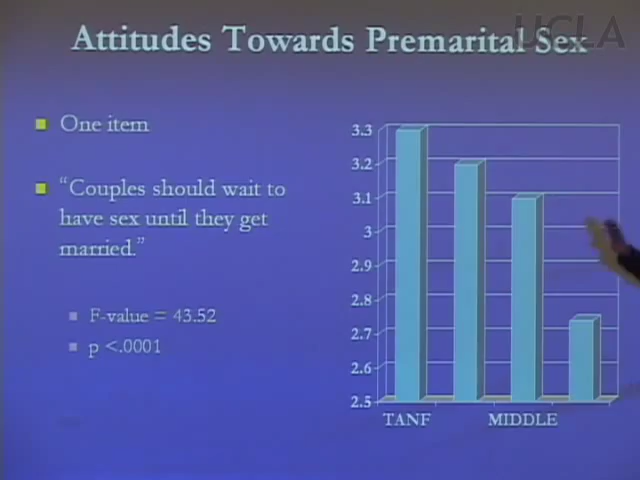 UCLA
Attitudes Towards Premarital Sex
One item
“Couples should wait to
have sex until they get
married.”
F-value = 43.52
p <.0001
3.3
3.2
3.1
3
2.9
2.8
2.7
2.6
2.5
TANF
MIDDLE